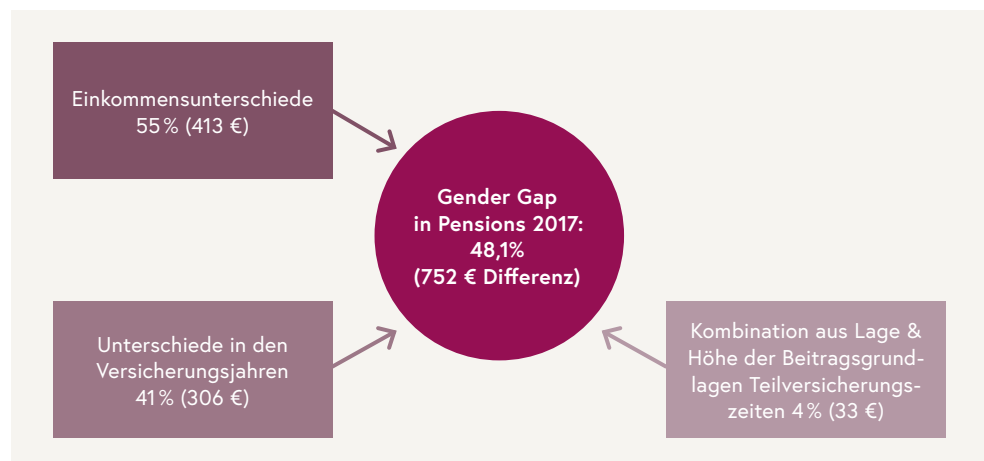 Einkommensunterschiede
55 % (413 €)
Gender Gap
in Pensions 2017:
48,1%
(752 € Differenz)
Unterschiede in den
Versicherungsjahren
41 % (306 €)
Kombination aus Lage &
Höhe der Beitragsgrund-
lagen Teilversicherungs-
zeiten 4 % (33 €)